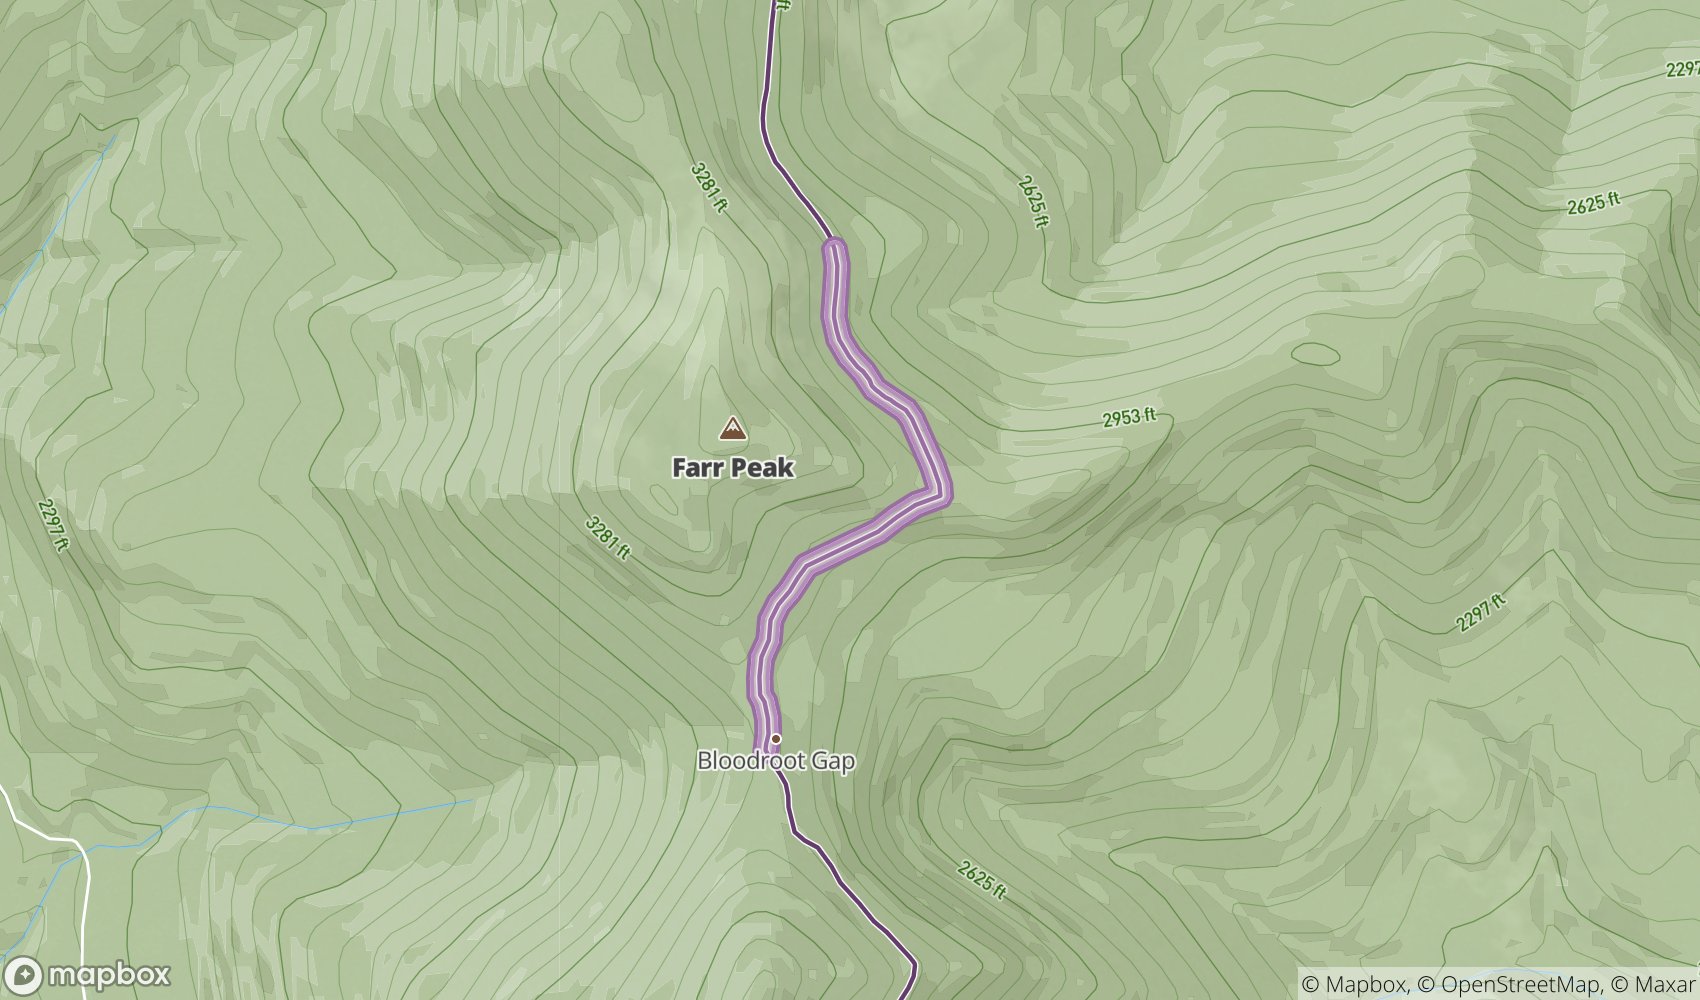 ft
2297
3281 ft
2625 ft
2625 ft
2953 ft
Farr Peak
2297 ft
3281 ft
2297 ft
Bloodroot Gap
2625 ft
mapbox
© Mapbox, © OpenStreetMap, © Maxar